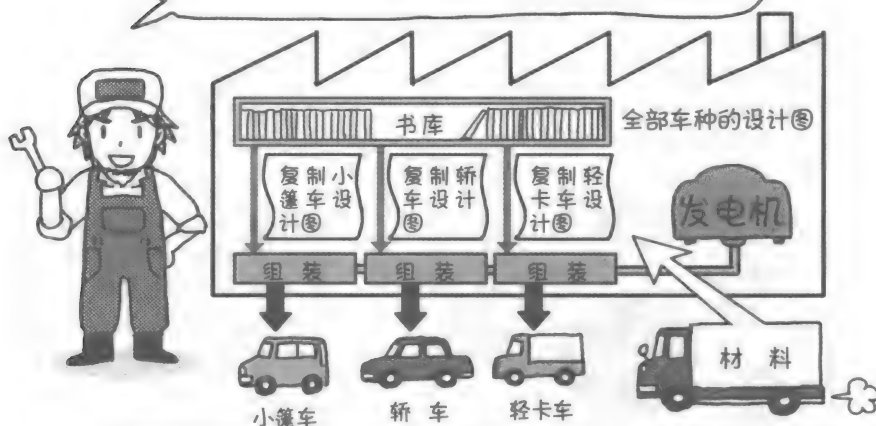 书库
全部车种的设计图
复制小
篷车设
计图
复制轿
车设计
图
复制轻
卡车设
计图
发电机
组装
组装
组装
材料
小篷车
轿车
轻卡车